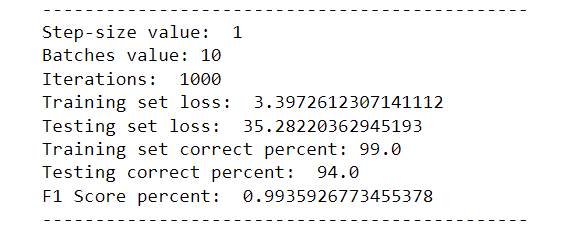 ---------------------------------------------
Step-size value:  1
Batches value: 10
Iterations:  1000
Training set loss:  3.3972612307141112
Testing set loss:  35.28220362945193
Training set correct percent: 99.0
Testing correct percent:  94.0
F1 Score percent:  0.9935926773455378
---------------------------------------------